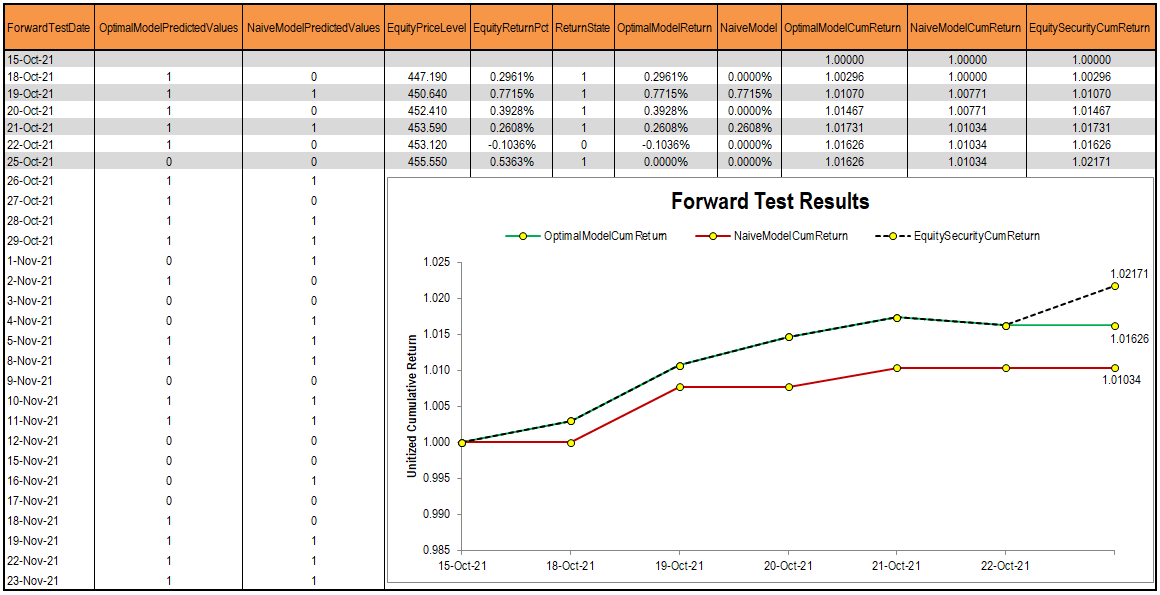 ForwardTestDate OptimalModelPredictedValues NaiveModelPredictedValues EquityPriceLevel EquityReturnPct ReturnState OptimalModelReturn NaiveModel OptimalModelCumReturn NaiveModelCumReturn EquitySecurityCumReturn
15-Oct-21 1.00000 1.00000 1.00000
18-Oct-21 1 0 447.190 0.2961% 1 0.2961% 0.0000% 1.00296 1.00000 1.00296
19-Oct-21 1 1 450.640 0.7715% 1 0.7715% 0.7715% 1.01070 1.00771 1.01070
20-Oct-21 1 0 452.410 0.3928% 1 0.3928% 0.0000% 1.01467 1.00771 1.01467
21-Oct-21 1 1 453.590 0.2608% 1 0.2608% 0.2608% 1.01731 1.01034 1.01731
22-Oct-21 1 0 453.120 -0.1036% 0 -0.1036% 0.0000% 1.01626 1.01034 1.01626
25-Oct-21 0 0 455.550 0.5363% 1 0.0000% 0.0000% 1.01626 1.01034 1.02171
26-Oct-21 1 1
27-Oct-21 1 0
28-Oct-21 1 1
29-Oct-21 1 1
1-Nov-21 0 1
2-Nov-21 1 0
3-Nov-21 0 0
4-Nov-21 0 1
5-Nov-21 1 1
8-Nov-21 1 1
9-Nov-21 0 0
10-Nov-21 1 1
11-Nov-21 1 1
12-Nov-21 0 0
15-Nov-21 0 0
16-Nov-21 0 1
17-Nov-21 0 0
18-Nov-21 1 0
19-Nov-21 1 1
22-Nov-21 1 1
23-Nov-21 1 1
Forward Test Results
OptimalModelCumReturn NaiveModelCumReturn EquitySecurityCumReturn
Unitized Cumulative Return
1.025
1.020
1.015
1.010
1.005
1.000
0.995
0.990
0.985
1.02171
1.01626
1.01034
15-Oct-21 18-Oct-21 19-Oct-21 20-Oct-21 21-Oct-21 22-Oct-21